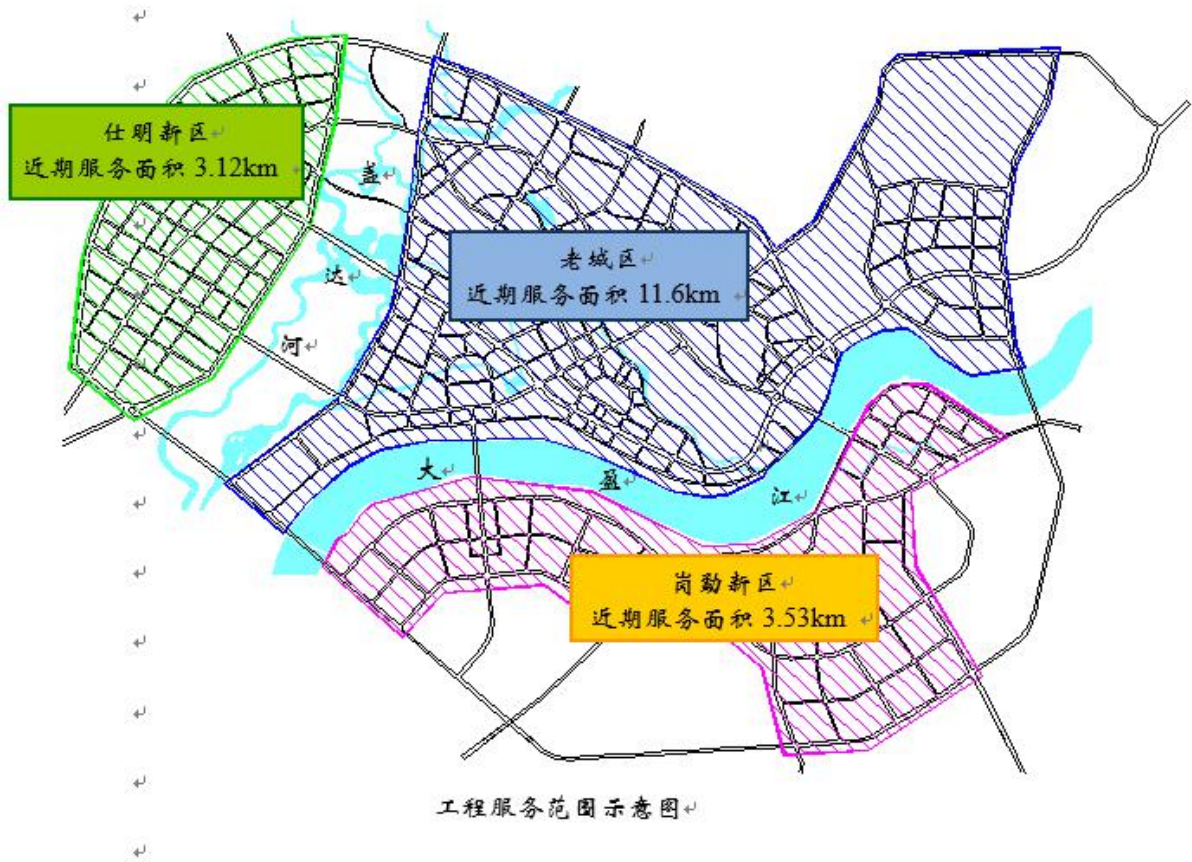 仕明新区
近期服务面积 3.12km
盏
达
河
老城区
近期服务面积 11.6km
大
盈
江
岗勐新区
近期服务面积 3.53km
工程服务范围示意图